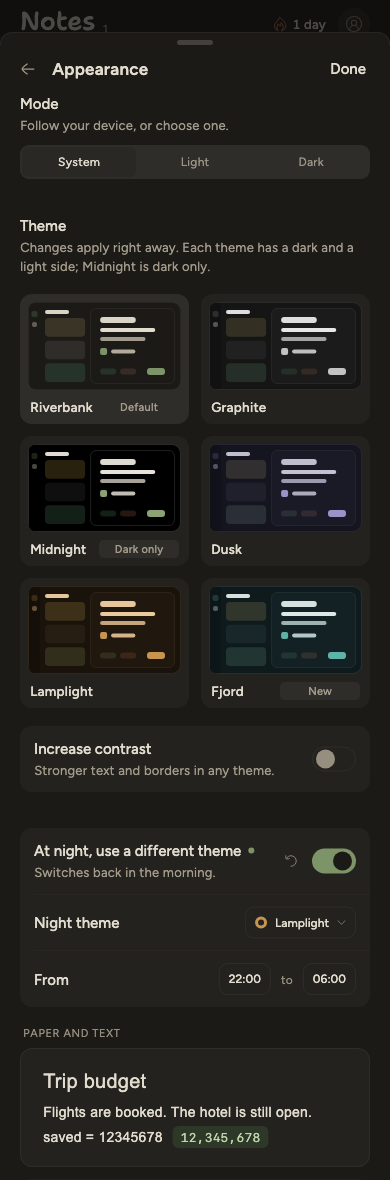 Notes 1
1 day
Appearance
Done
Mode
Follow your device, or choose one.
System
Light
Dark
Theme
Changes apply right away. Each theme has a dark and a
light side; Midnight is dark only.
Riverbank
Default
Graphite
Midnight
Dark only
Dusk
Lamplight
Fjord
New
Increase contrast
Stronger text and borders in any theme.
At night, use a different theme
Switches back in the morning.
Night theme
Lamplight
From
22:00
to
06:00
PAPER AND TEXT
Trip budget
Flights are booked. The hotel is still open.
saved = 12345678 12,345,678